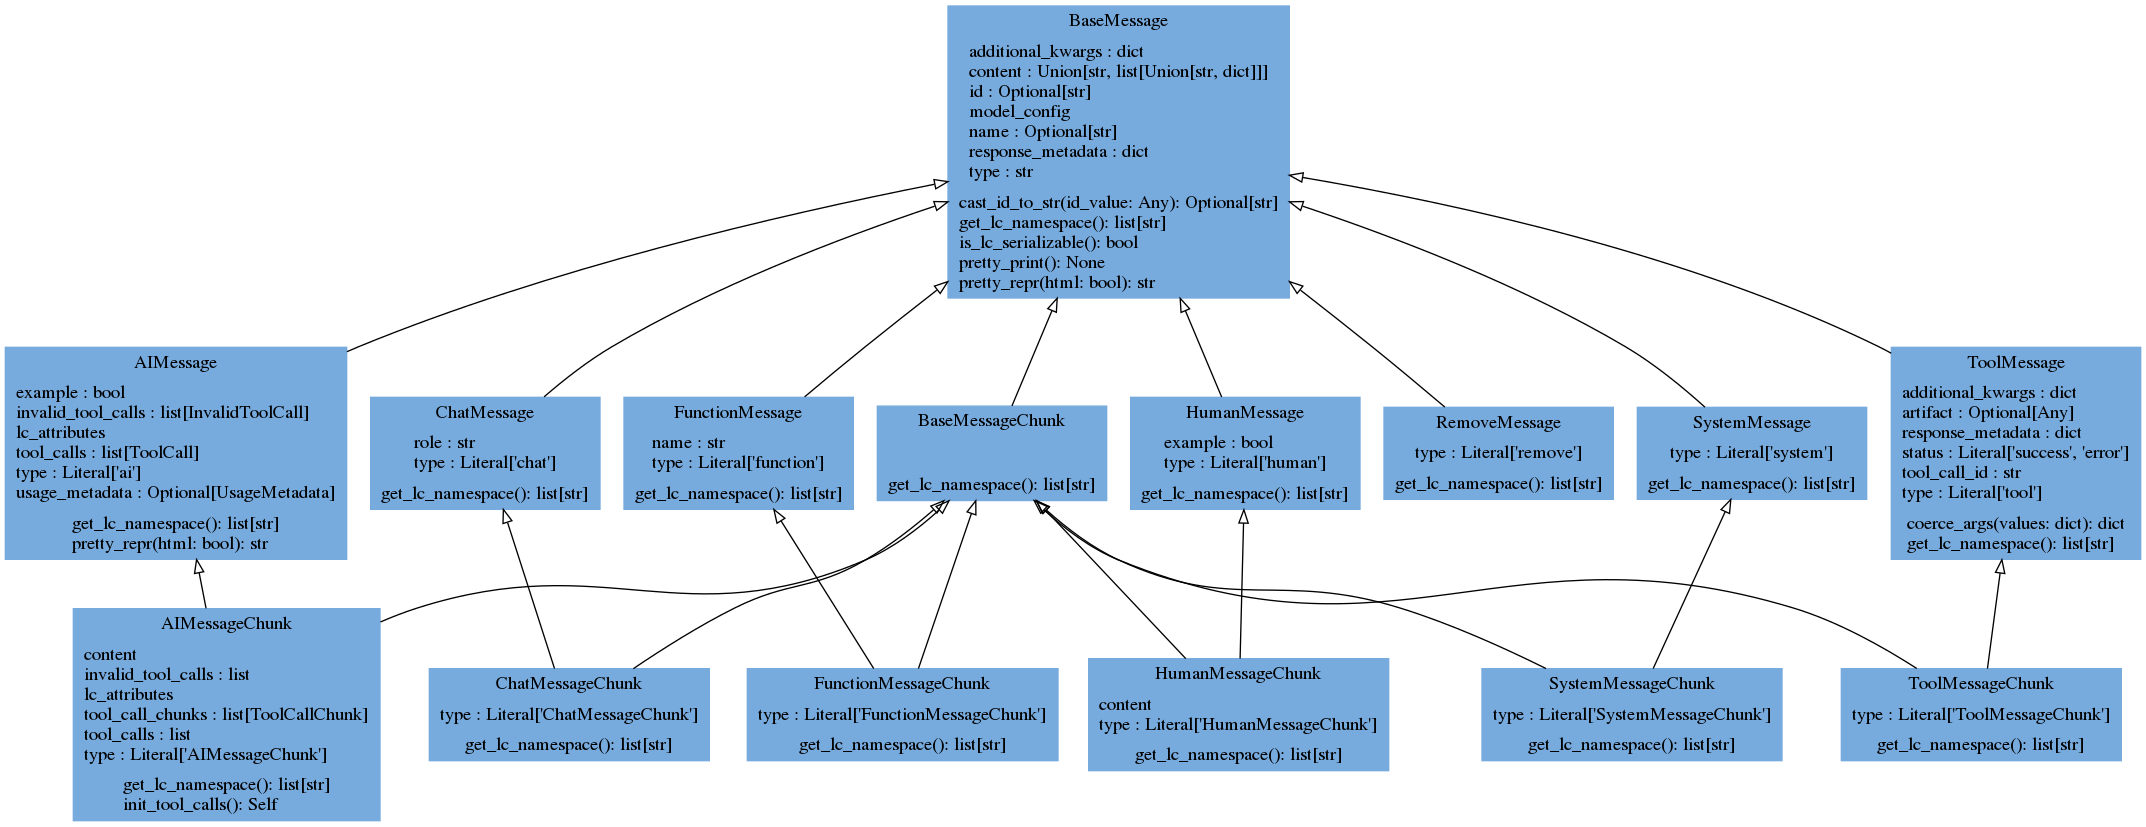 BaseMessage
additional_kwargs : dict
content : Union[str, list[Union[str, dict]]]
id : Optional[str]
model_config
name : Optional[str]
response_metadata : dict
type : str
cast_id_to_str(id_value: Any): Optional[str]
get_lc_namespace(): list[str]
is_lc_serializable(): bool
pretty_print(): None
pretty_repr(html: bool): str
AIMessage
example : bool
invalid_tool_calls : list[InvalidToolCall]
lc_attributes
tool_calls : list[ToolCall]
type : Literal['ai']
usage_metadata : Optional[UsageMetadata]
get_lc_namespace(): list[str]
pretty_repr(html: bool): str
ChatMessage
role : str
type : Literal['chat']
get_lc_namespace(): list[str]
FunctionMessage
name : str
type : Literal['function']
get_lc_namespace(): list[str]
BaseMessageChunk
get_lc_namespace(): list[str]
HumanMessage
example : bool
type : Literal['human']
get_lc_namespace(): list[str]
RemoveMessage
type : Literal['remove']
get_lc_namespace(): list[str]
SystemMessage
type : Literal['system']
get_lc_namespace(): list[str]
ToolMessage
additional_kwargs : dict
artifact : Optional[Any]
response_metadata : dict
status : Literal['success', 'error']
tool_call_id : str
type : Literal['tool']
coerce_args(values: dict): dict
get_lc_namespace(): list[str]
AIMessageChunk
content
invalid_tool_calls : list
lc_attributes
tool_call_chunks : list[ToolCallChunk]
tool_calls : list
type : Literal['AIMessageChunk']
get_lc_namespace(): list[str]
init_tool_calls(): Self
ChatMessageChunk
type : Literal['ChatMessageChunk']
get_lc_namespace(): list[str]
FunctionMessageChunk
type : Literal['FunctionMessageChunk']
get_lc_namespace(): list[str]
HumanMessageChunk
content
type : Literal['HumanMessageChunk']
get_lc_namespace(): list[str]
SystemMessageChunk
type : Literal['SystemMessageChunk']
get_lc_namespace(): list[str]
ToolMessageChunk
type : Literal['ToolMessageChunk']
get_lc_namespace(): list[str]